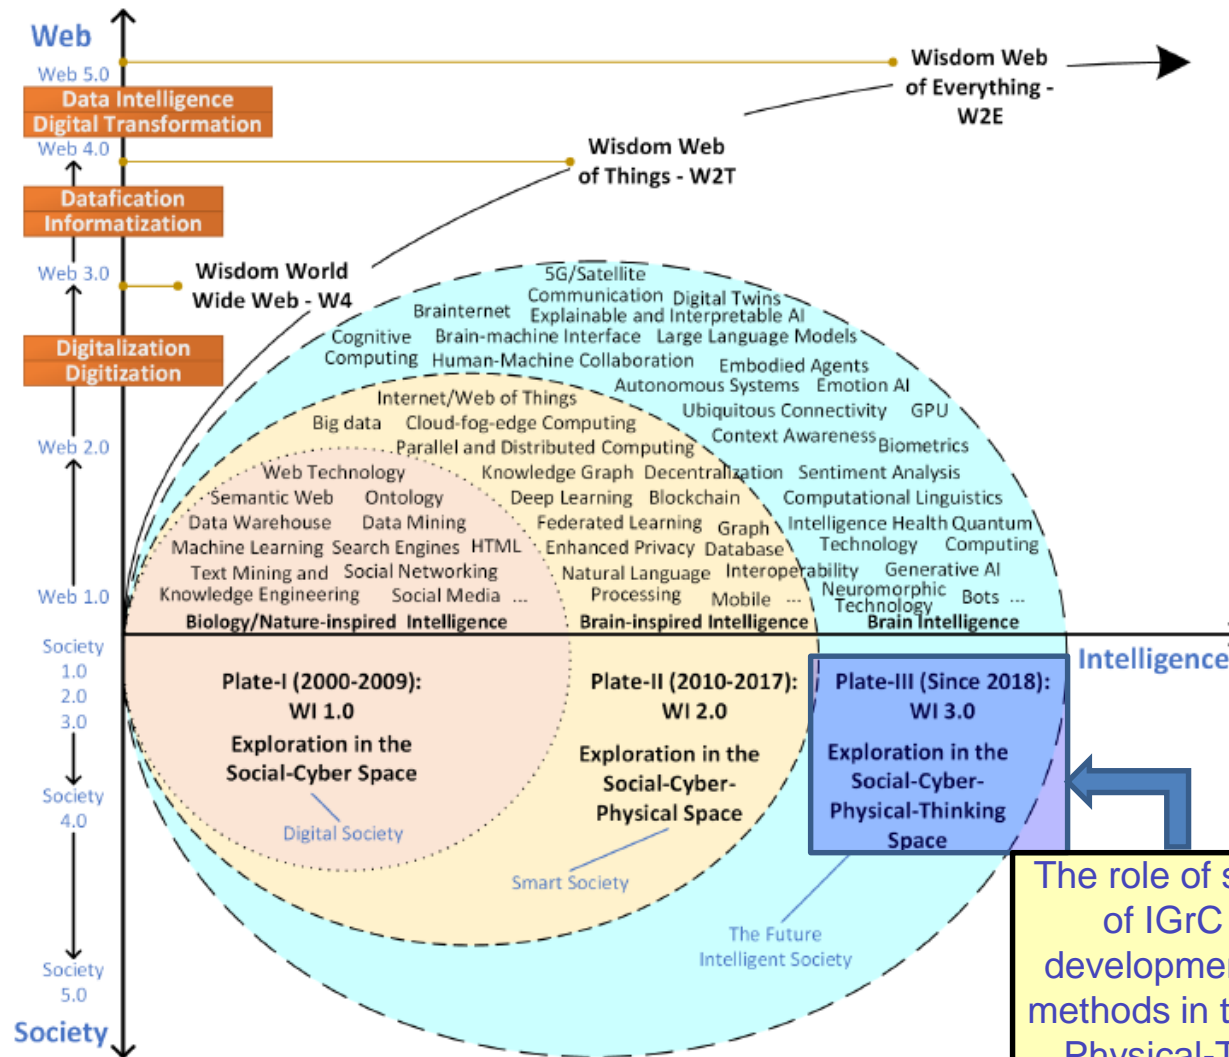 Web
Web 5.0
Data Intelligence
Digital Transformation
Web 4.0
Datafication
Informatization
Web 3.0
Digitalization
Digitization
Web 2.0
Web 1.0
Wisdom Web
of Everything -
W2E
Wisdom Web
of Things - W2T
Wisdom World
Wide Web - W4
5G/Satellite
Communication Digital Twins
Brainternet Explainable and Interpretable AI
Cognitive Brain-machine Interface Large Language Models
Computing Human-Machine Collaboration Embodied Agents
Autonomous Systems Emotion AI
Internet/Web of Things Ubiquitous Connectivity GPU
Big data Cloud-fog-edge Computing Context Awareness Biometrics
Parallel and Distributed Computing
Web Technology Knowledge Graph Decentralization Sentiment Analysis
Semantic Web Ontology Deep Learning Blockchain Computational Linguistics
Data Warehouse Data Mining Federated Learning Graph Intelligence Health Quantum
Machine Learning Search Engines HTML Enhanced Privacy Database Technology Computing
Text Mining and Social Networking Natural Language Interoperability Generative AI
Knowledge Engineering Social Media ... Processing Mobile ... Neuromorphic Bots ...
Technology
Biology/Nature-inspired Intelligence Brain-inspired Intelligence Brain Intelligence
Intelligence
Society
1.0
2.0
3.0
Society
4.0
Society
5.0
Society
Plate-I (2000-2009):
WI 1.0
Exploration in the
Social-Cyber Space
Digital Society
Plate-II (2010-2017):
WI 2.0
Exploration in the
Social-Cyber-
Physical Space
Smart Society
Plate-III (Since 2018):
WI 3.0
Exploration in the
Social-Cyber-
Physical-Thinking
Space
The Future
Intelligent Society
The role of
of IGrC
methods in